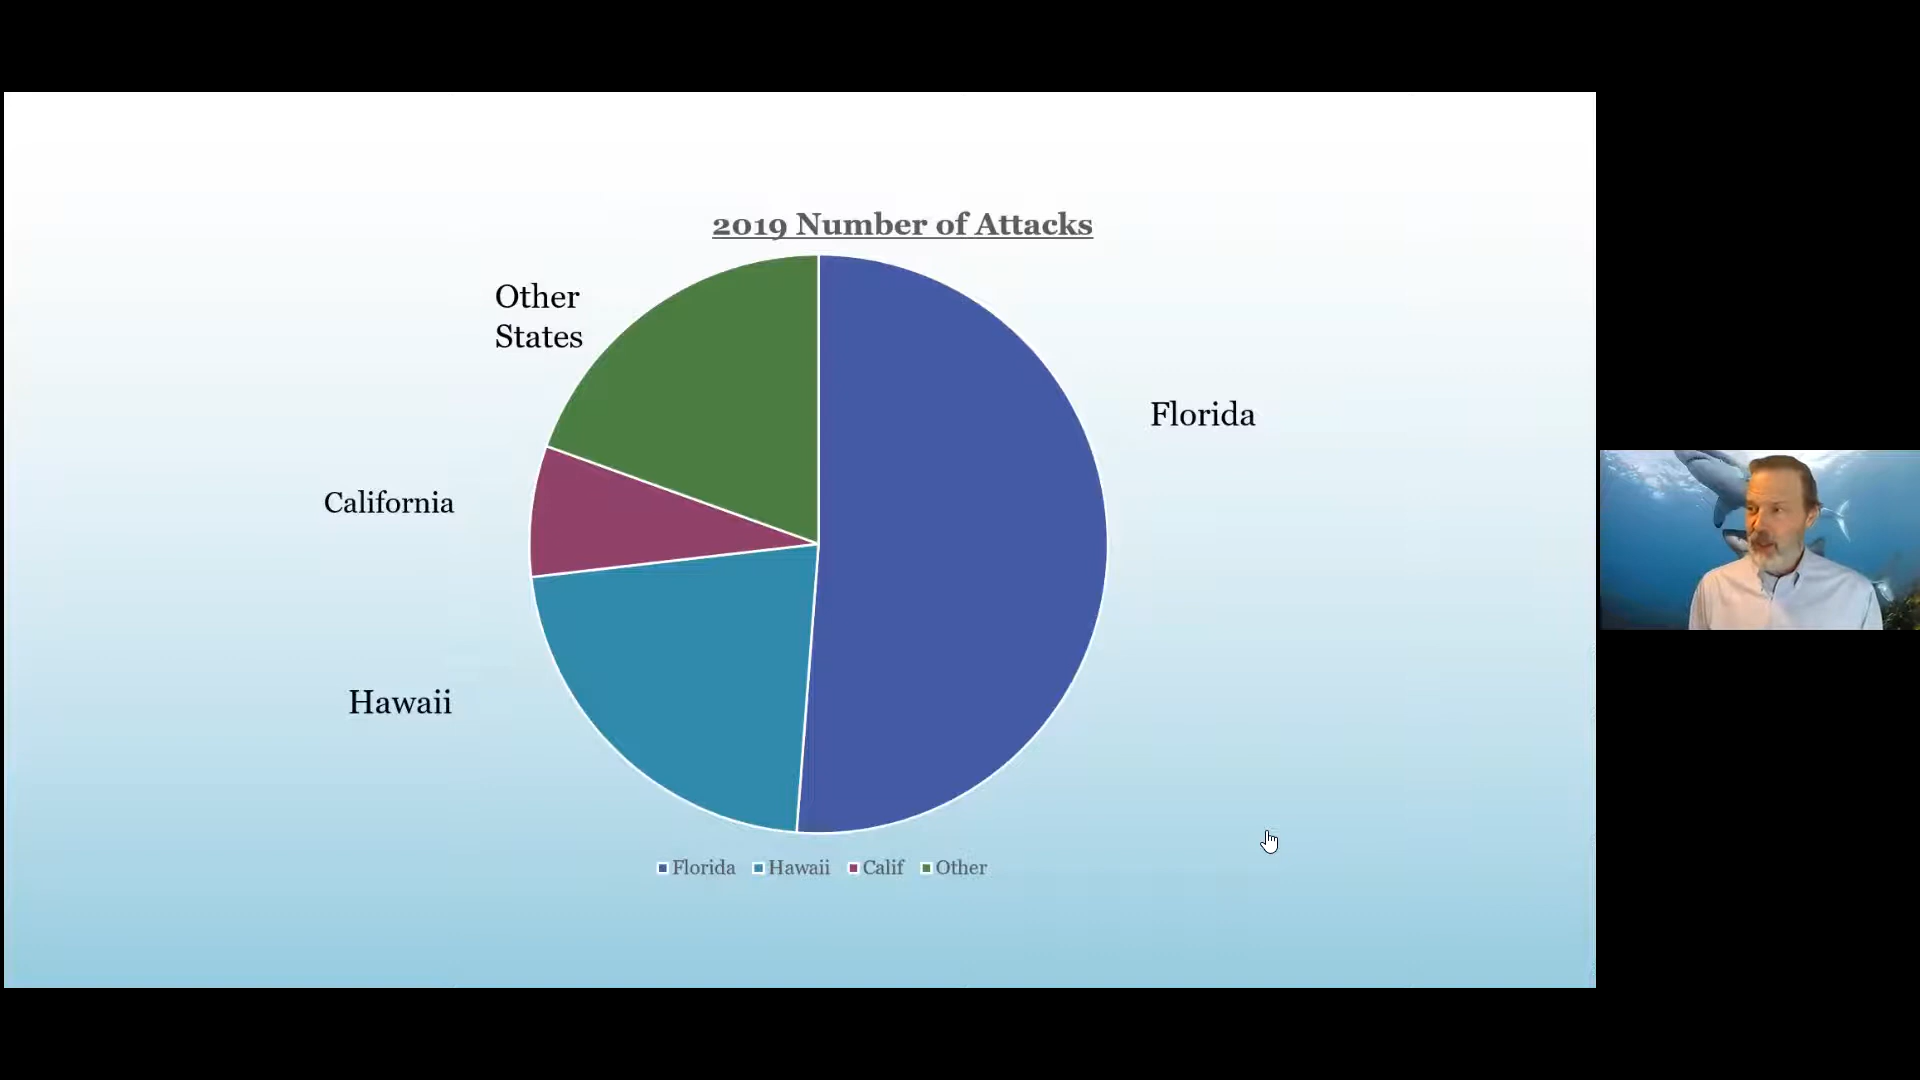 2019 Number of Attacks
Other
States
Florida
California
Hawaii
Florida Hawaii Calif Other